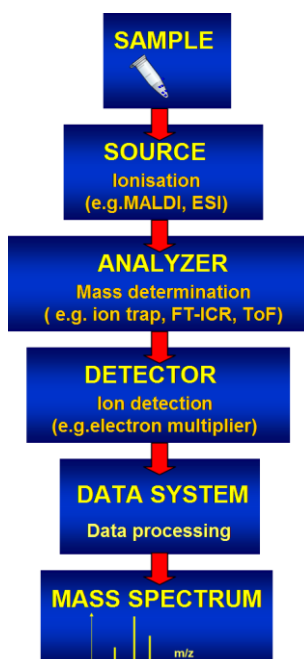 SAMPLE
SOURCE
Ionisation
(e.g.MALDI, ESI)
ANALYZER
Mass determination
( e.g. ion trap, FT-ICR, ToF)
DETECTOR
Ion detection
(e.g.electron multiplier)
DATA SYSTEM
Data processing
MASS SPECTRUM
m/z